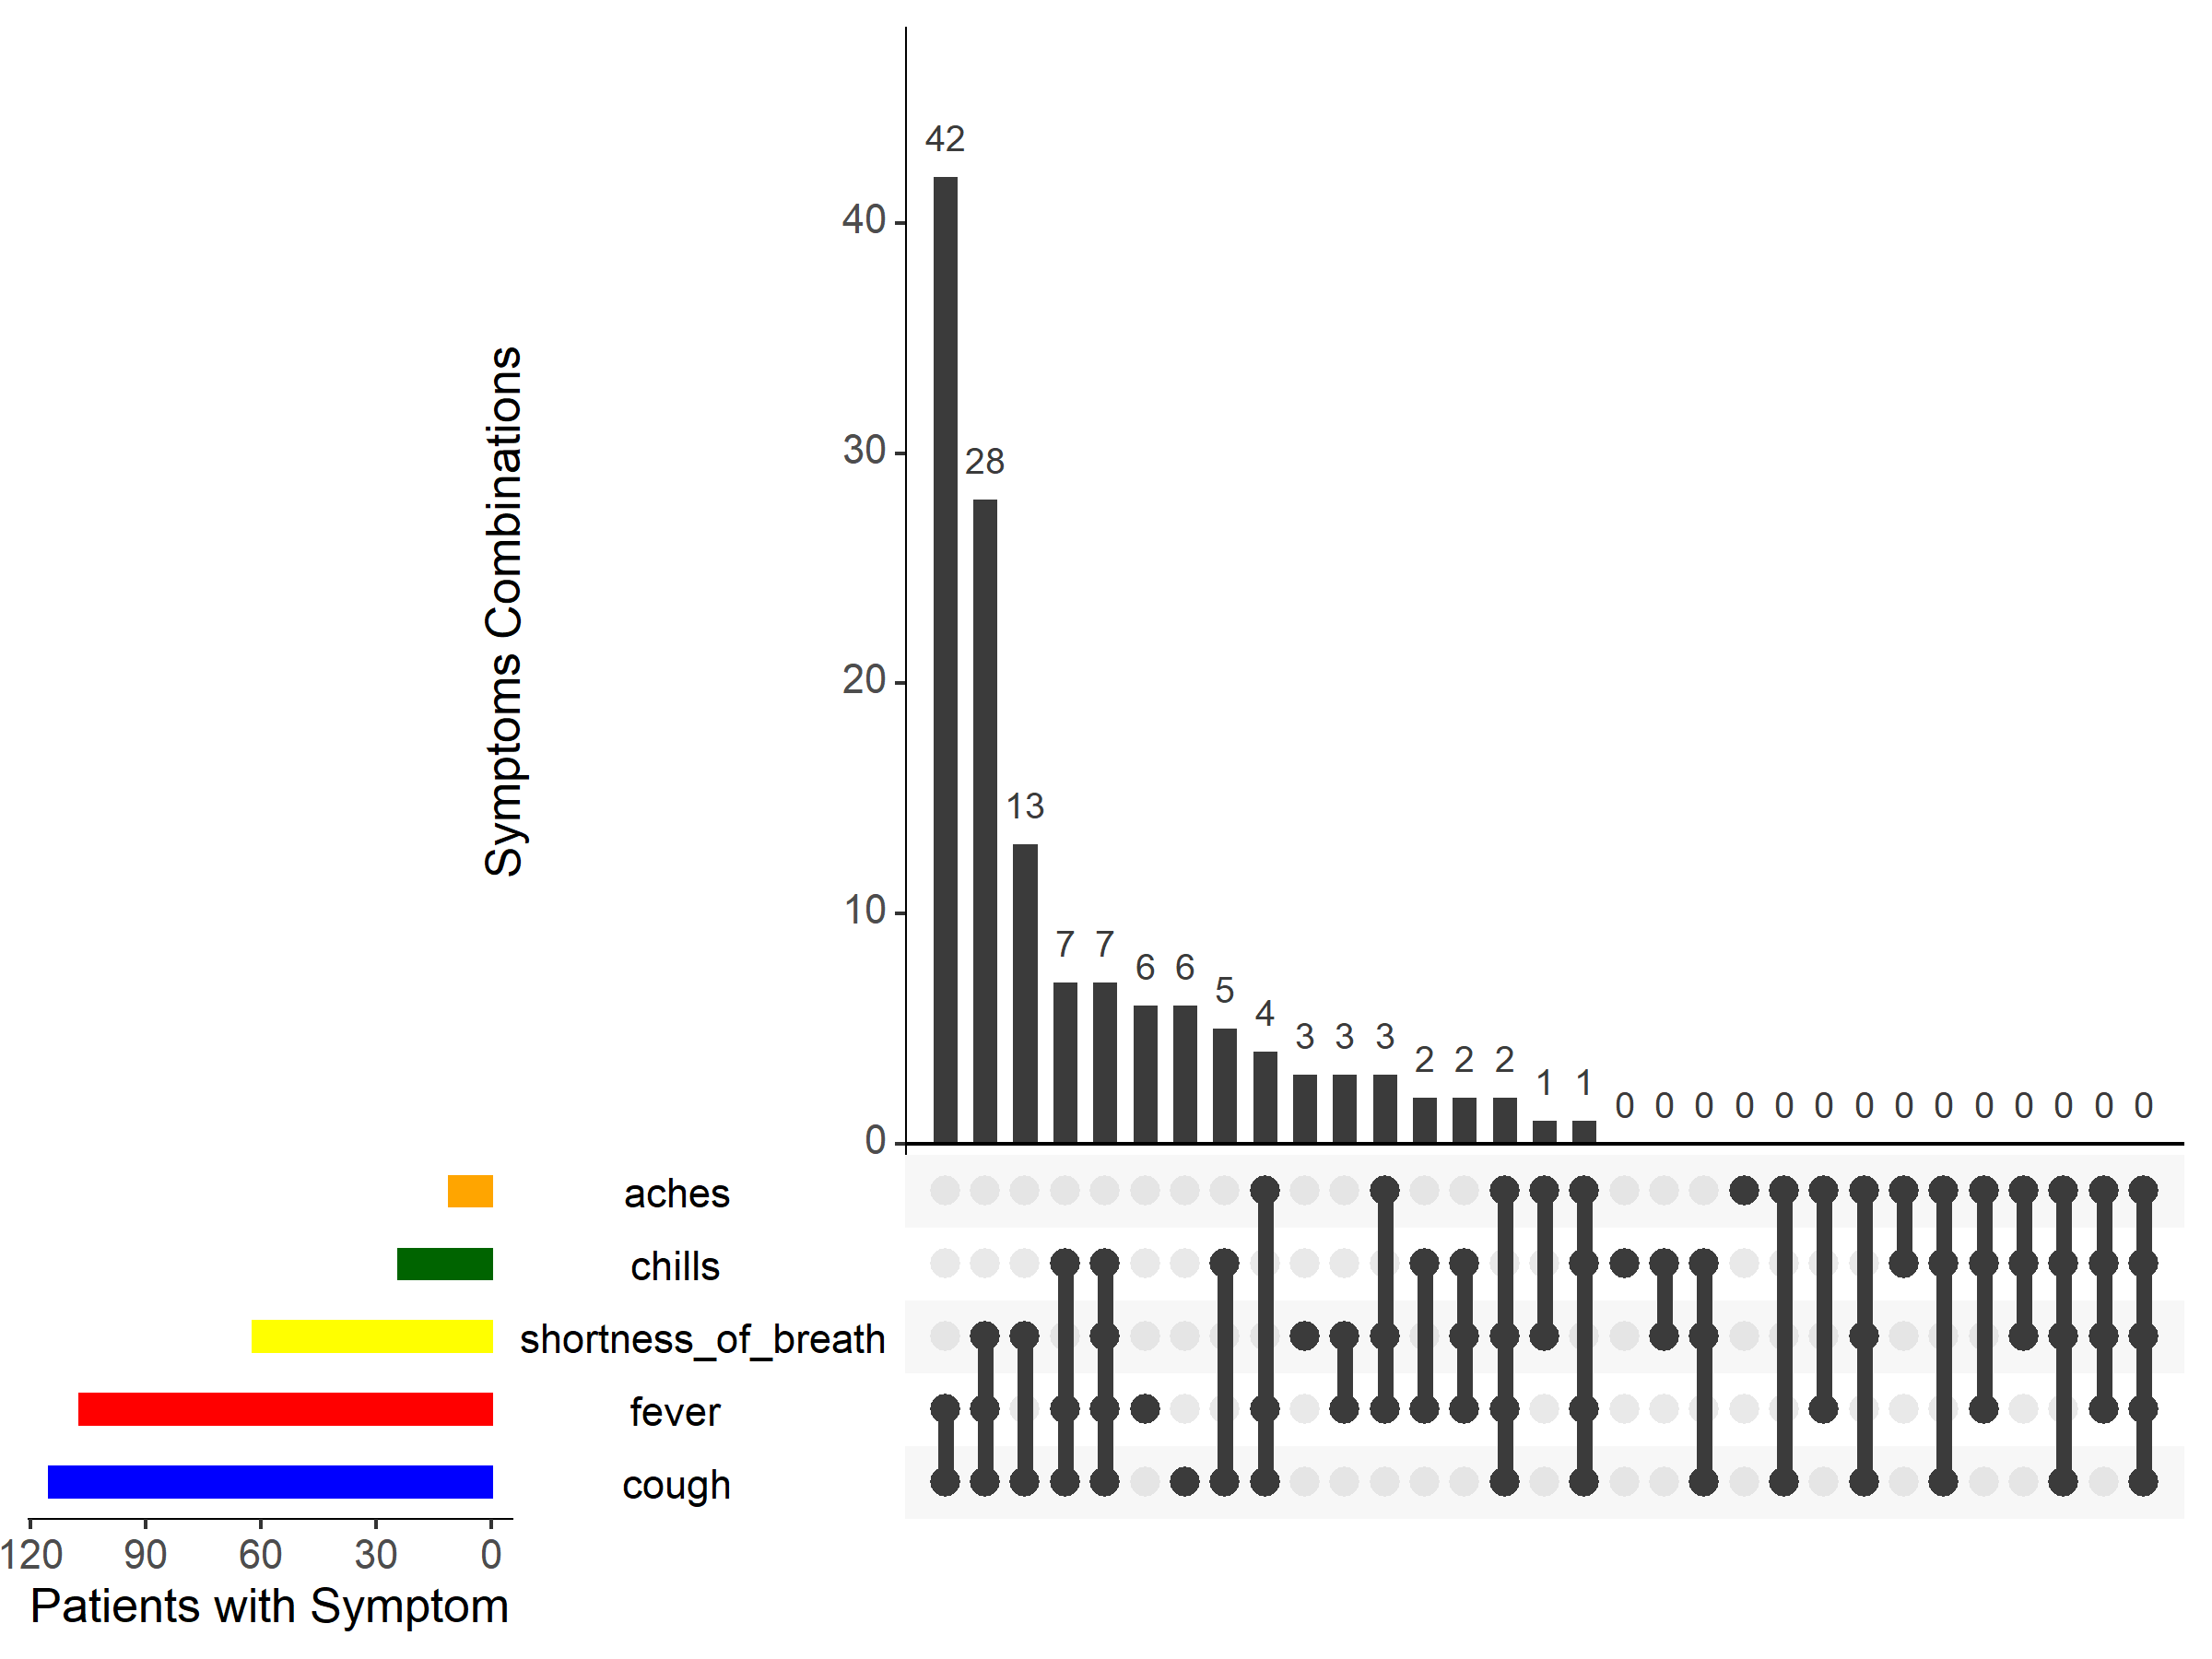 Symptoms Combinations
40
30
20
10
0
42
28
13
7 7
6 6
5
4
3 3 3
2 2 2
1 1
0 0 0 0 0 0 0 0 0 0 0 0 0 0
aches
chills
shortness_of_breath
fever
cough
120 90 60 30 0
Patients with Symptom